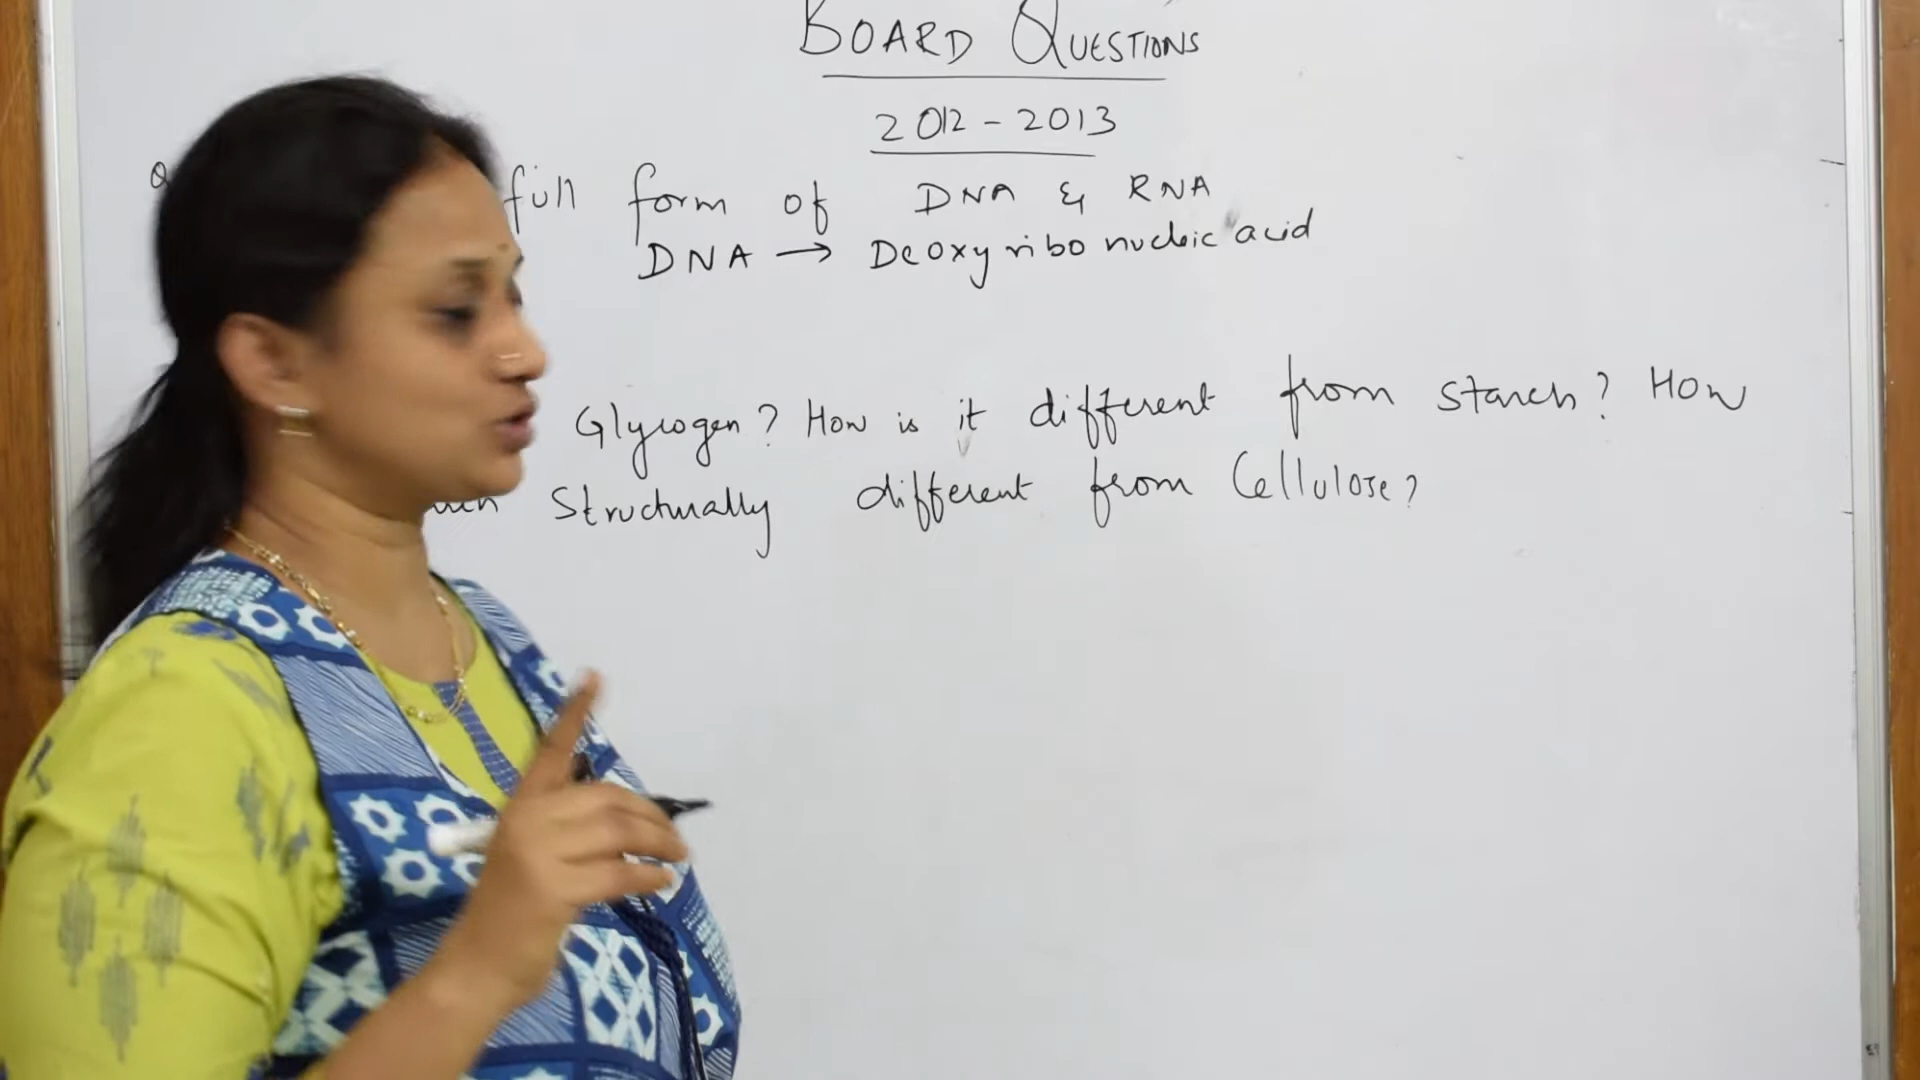 BOARD QUESTIONS
2012 - 2013
Q full form of DNA & RNA
DNA → Deoxy ribo nucleic acid
Glycogen? How is it different from starch? How
Structurally different from Cellulose?